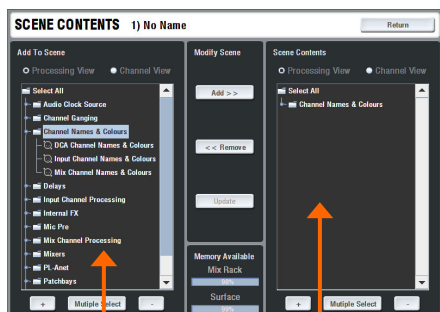 SCENE CONTENTS 1) No Name
Return
Add To Scene
Modify Scene
Scene Contents
Processing View
Channel View
Processing View
Channel View
Select All
Audio Clock Source
Channel Ganging
Channel Names & Colours
DCA Channel Names & Colours
Input Channel Names & Colours
Mix Channel Names & Colours
Delays
Input Channel Processing
Internal FX
Mic Pre
Mix Channel Processing
Mixers
PL-Anet
Patchbays
+
Mutiple Select
-
Add > >
< < Remove
Update
Memory Available
Mix Rack
98%
Surface
99%
Select All
Channel Names & Colours
+
Mutiple Select
-